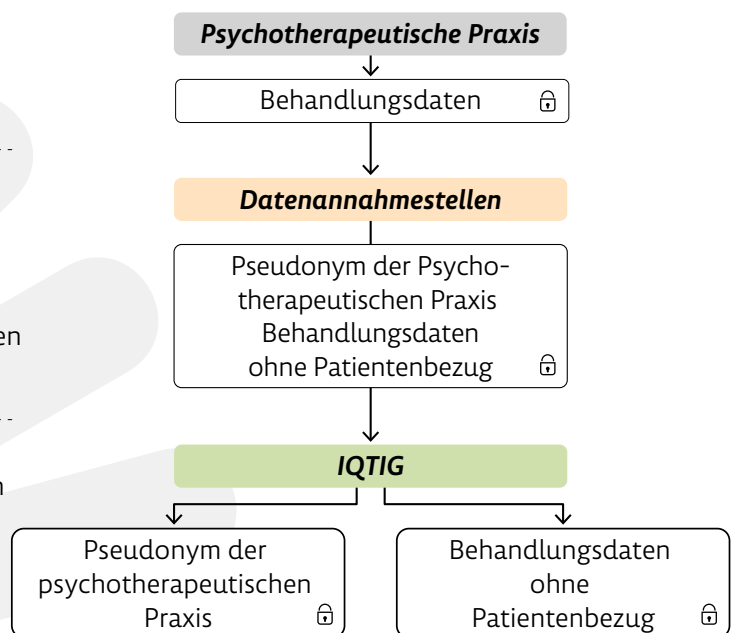 Psychotherapeutische Praxis
Behandlungsdaten
Datenannahmestellen
Pseudonym der Psycho-
therapeutischen Praxis
Behandlungsdaten
ohne Patientenbezug
IQTIG
Pseudonym der
psychotherapeutischen
Praxis
Behandlungsdaten
ohne
Patientenbezug